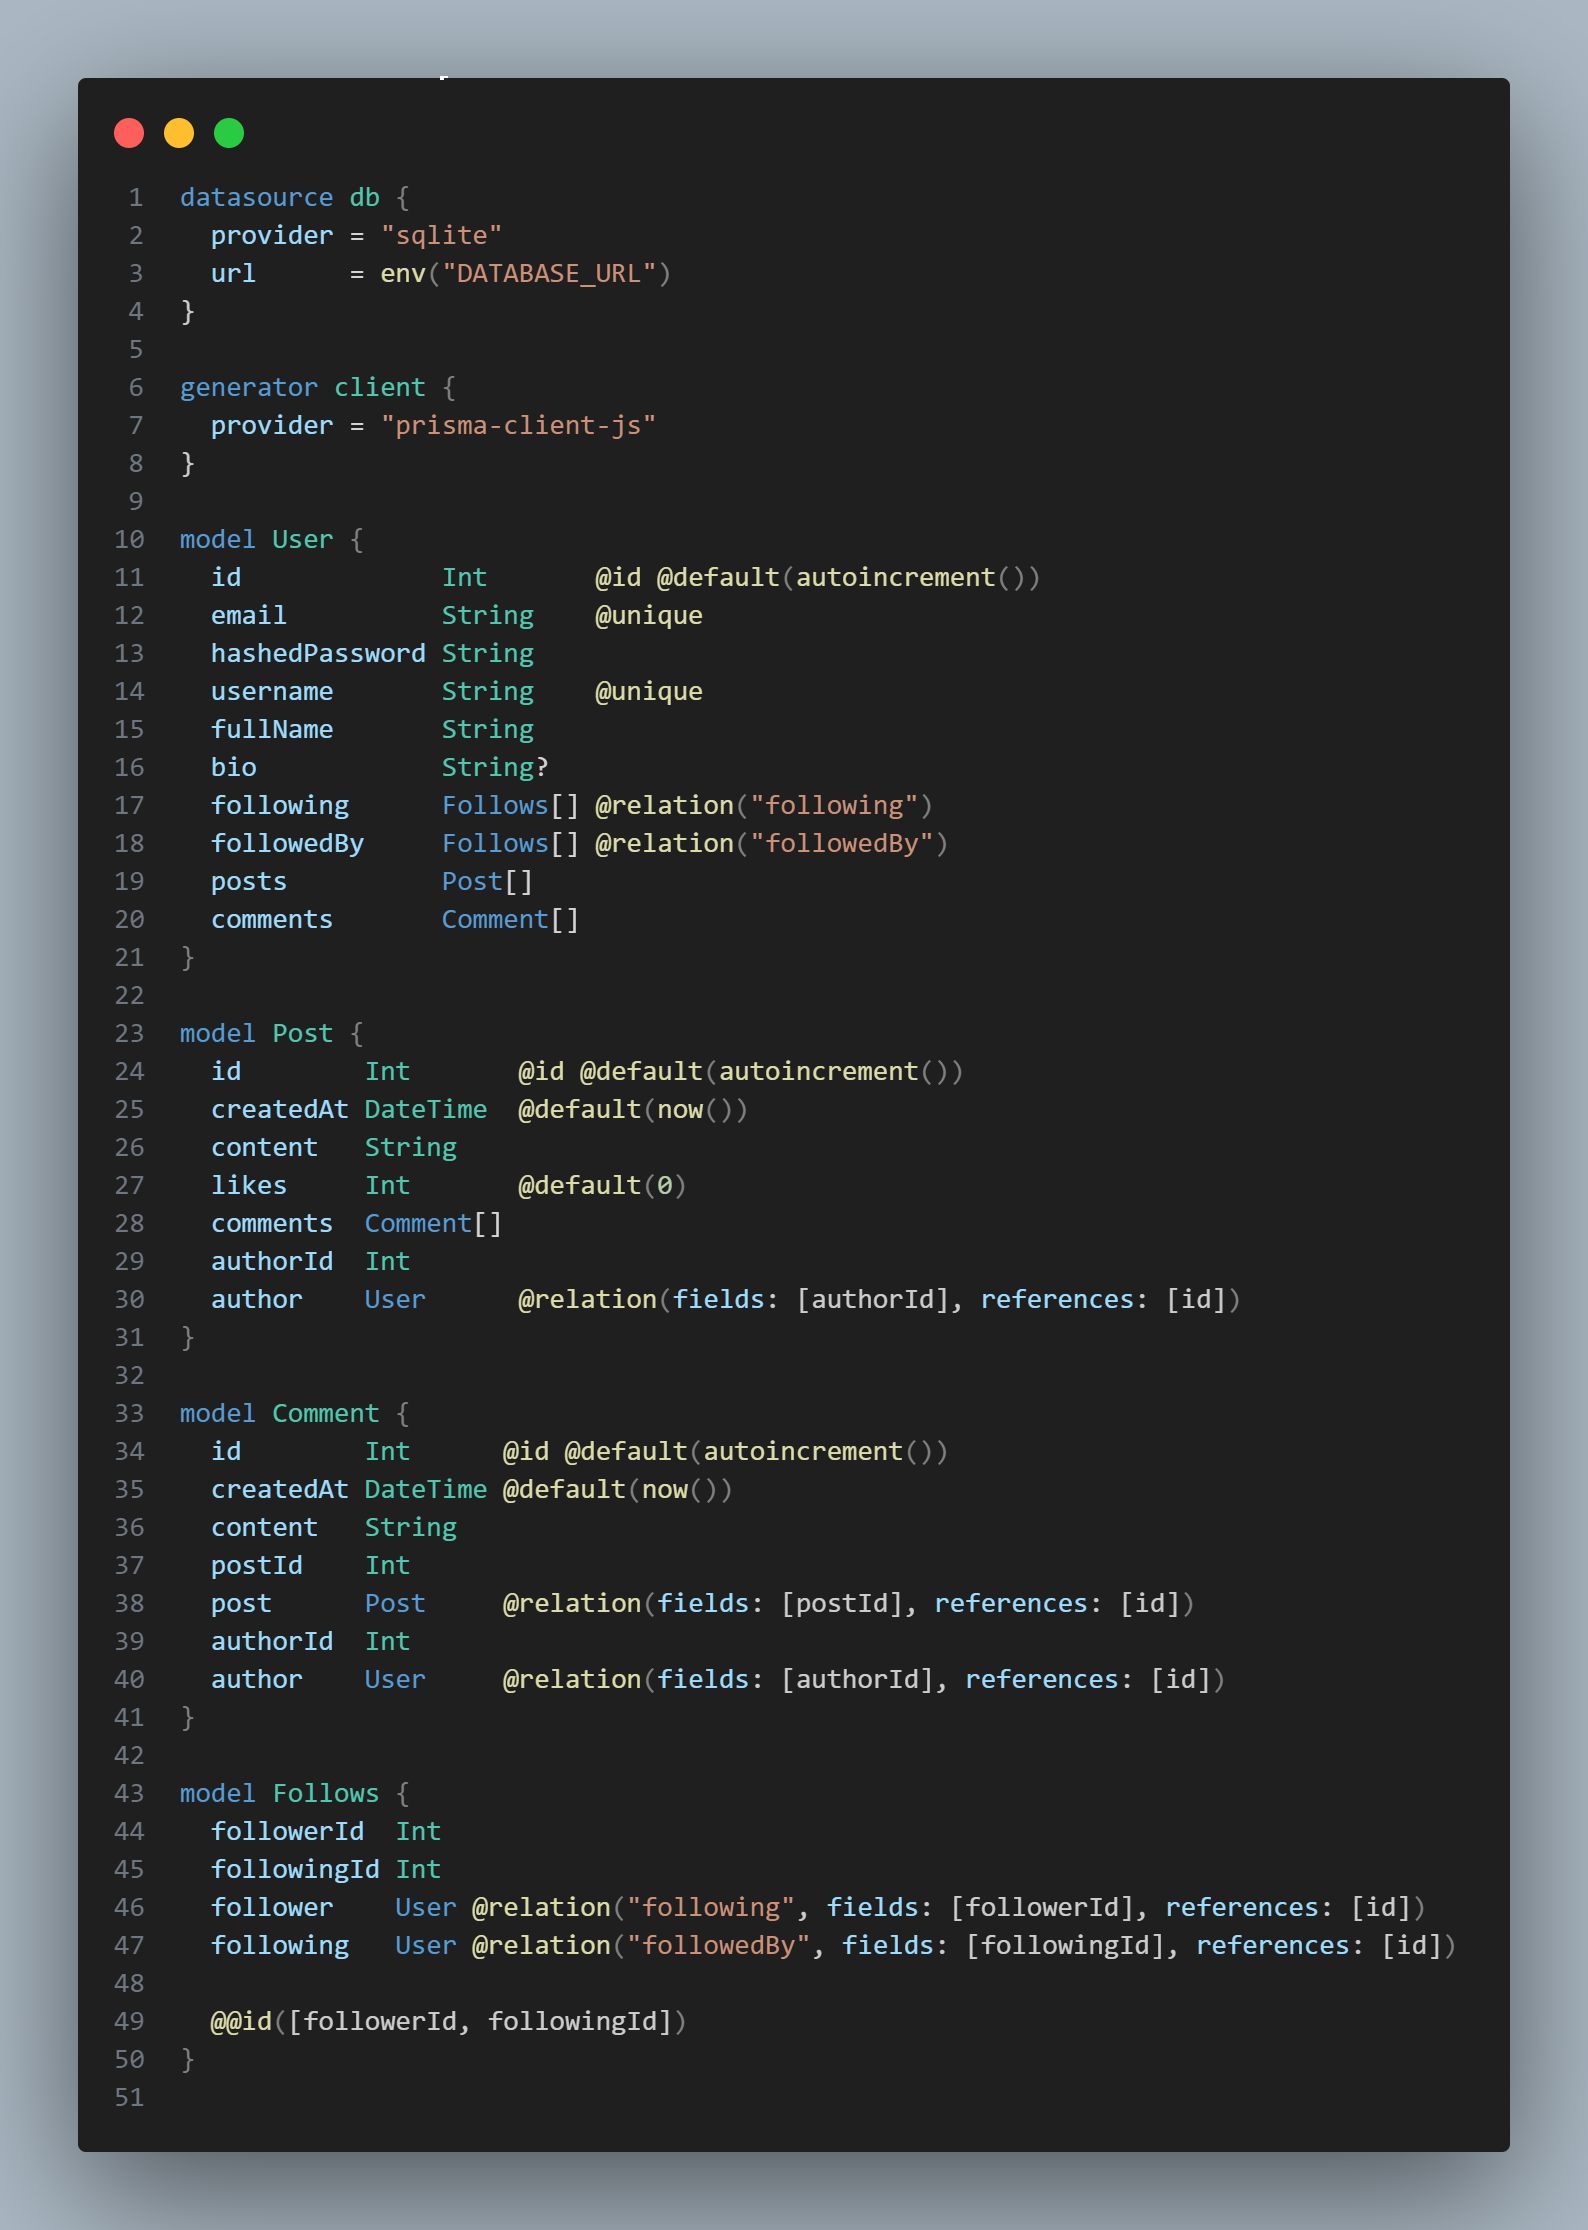 1 datasource db {
2   provider = "sqlite"
3   url      = env("DATABASE_URL")
4 }
5
6 generator client {
7   provider = "prisma-client-js"
8 }
9
10 model User {
11   id             Int       @id @default(autoincrement())
12   email          String    @unique
13   hashedPassword String
14   username       String    @unique
15   fullName       String
16   bio            String?
17   following      Follows[] @relation("following")
18   followedBy     Follows[] @relation("followedBy")
19   posts          Post[]
20   comments       Comment[]
21 }
22
23 model Post {
24   id        Int       @id @default(autoincrement())
25   createdAt DateTime  @default(now())
26   content   String
27   likes     Int       @default(0)
28   comments  Comment[]
29   authorId  Int
30   author    User      @relation(fields: [authorId], references: [id])
31 }
32
33 model Comment {
34   id        Int      @id @default(autoincrement())
35   createdAt DateTime @default(now())
36   content   String
37   postId    Int
38   post      Post     @relation(fields: [postId], references: [id])
39   authorId  Int
40   author    User     @relation(fields: [authorId], references: [id])
41 }
42
43 model Follows {
44   followerId  Int
45   followingId Int
46   follower    User @relation("following", fields: [followerId], references: [id])
47   following   User @relation("followedBy", fields: [followingId], references: [id])
48
49   @@id([followerId, followingId])
50 }
51